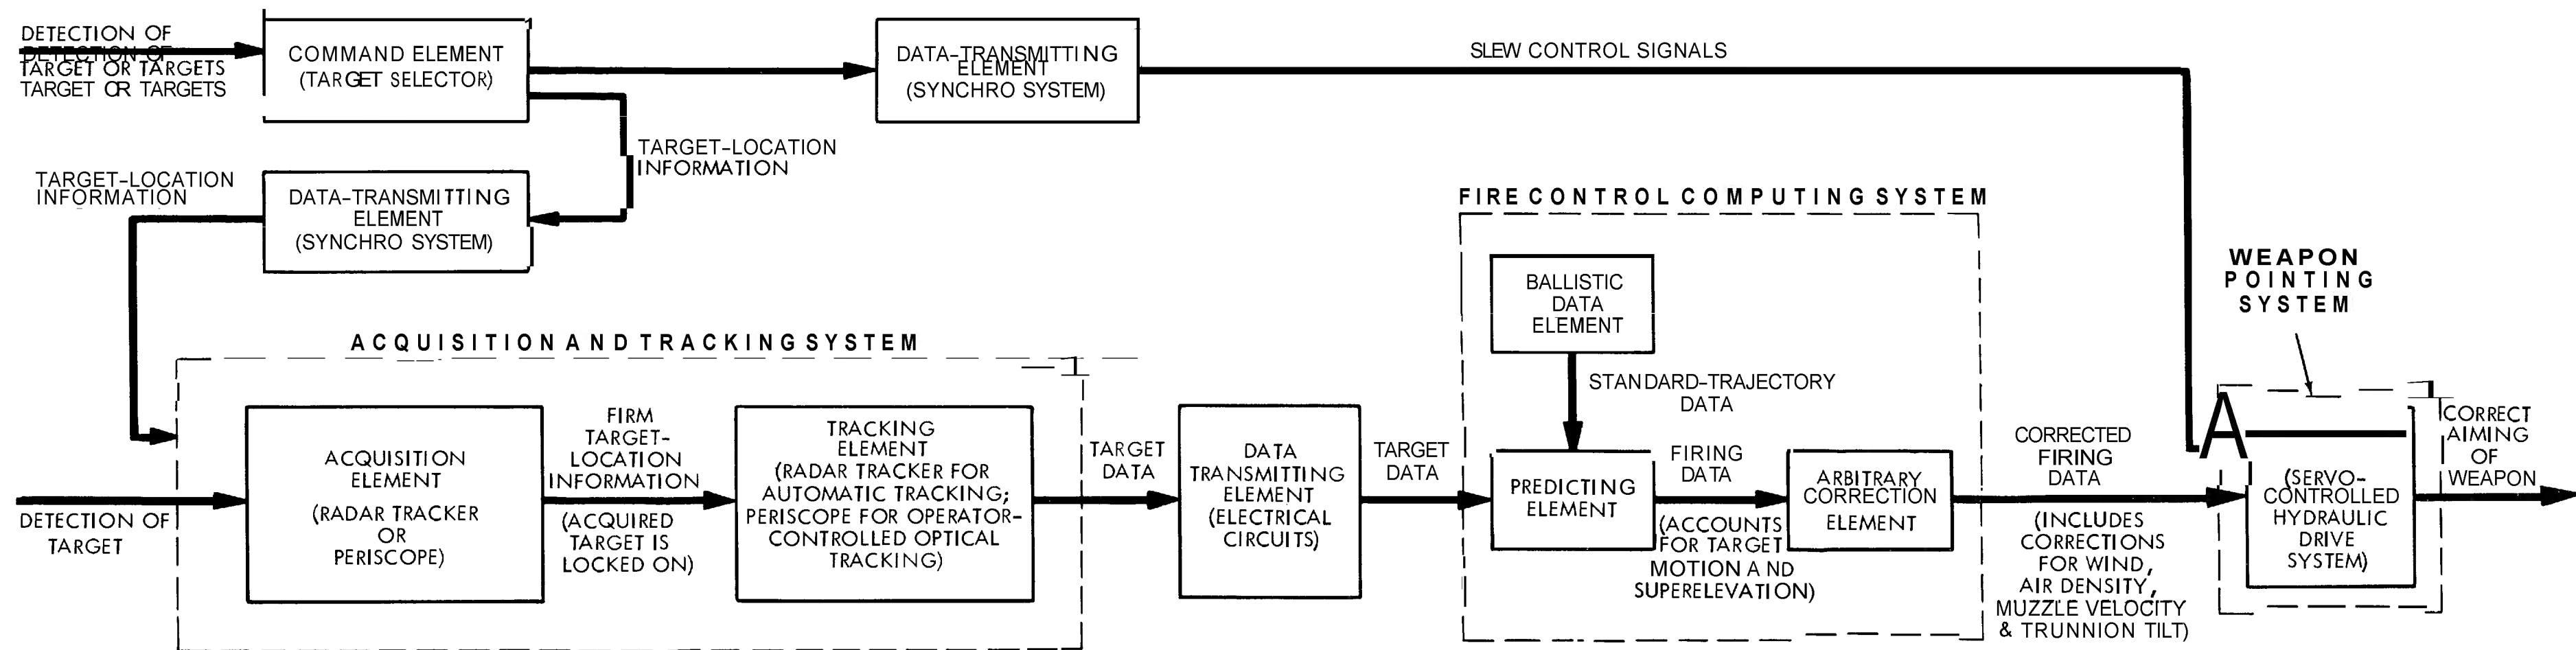 DETECTION OF
DETECTION OF
TARGET OR TARGETS
TARGET OR TARGETS
COMMAND ELEMENT
(TARGET SELECTOR)
DATA-TRANSMITTING
ELEMENT
(SYNCHRO SYSTEM)
SLEW CONTROL SIGNALS
TARGET-LOCATION
INFORMATION
TARGET-LOCATION
INFORMATION
DATA-TRANSMITTING
ELEMENT
(SYNCHRO SYSTEM)
FIRE CONTROL COMPUTING SYSTEM
BALLISTIC
DATA
ELEMENT
STANDARD-TRAJECTORY
DATA
WEAPON
POINTING
SYSTEM
ACQUISITION AND TRACKING SYSTEM
DETECTION OF
TARGET
ACQUISITION
ELEMENT
(RADAR TRACKER
OR
PERISCOPE)
FIRM
TARGET-
LOCATION
INFORMATION
(ACQUIRED
TARGET IS
LOCKED ON)
TRACKING
ELEMENT
(RADAR TRACKER FOR
AUTOMATIC TRACKING;
PERISCOPE FOR OPERATOR-
CONTROLLED OPTICAL
TRACKING)
TARGET
DATA
DATA
TRANSMITTING
ELEMENT
(ELECTRICAL
CIRCUITS)
TARGET
DATA
PREDICTING
ELEMENT
FIRING
DATA
(ACCOUNTS
FOR TARGET
MOTION AND
SUPERELEVATION)
ARBITRARY
CORRECTION
ELEMENT
CORRECTED
FIRING
DATA
(INCLUDES
CORRECTIONS
FOR WIND,
AIR DENSITY,
MUZZLE VELOCITY
& TRUNNION TILT)
A
(SERVO-
CONTROLLED
HYDRAULIC
DRIVE
SYSTEM)
CORRECT
AIMING
OF
WEAPON